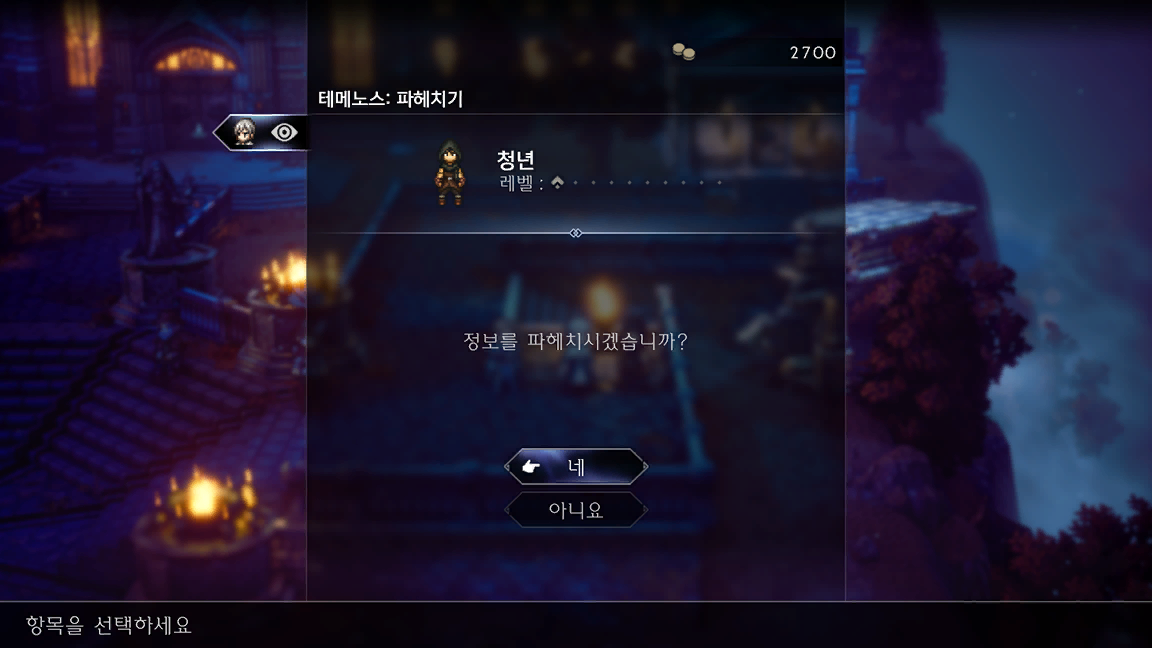 2700
테메노스: 파헤치기
청년
레벨 :
정보를 파헤치시겠습니까?
네
아니요
항목을 선택하세요